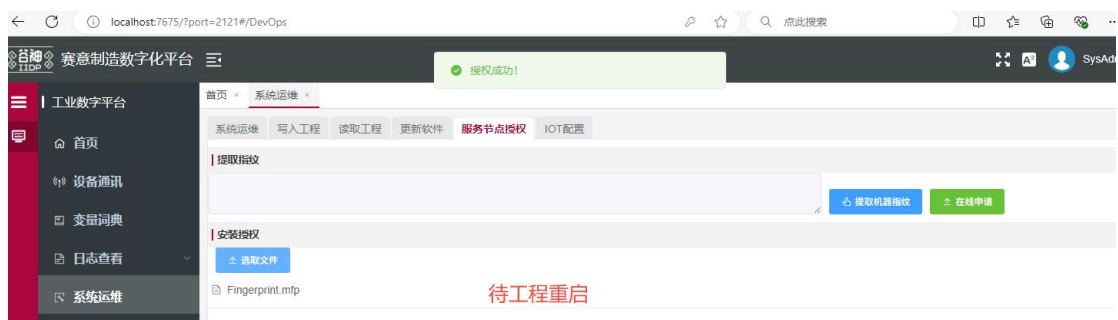 localhost:7675/?port=2121#/DevOps
点此搜索
谷神
IIDP
赛意制造数字化平台
授权成功!
SysAd
工业数字平台
首页 × 系统运维 ×
首页
系统运维 写入工程 读取工程 更新软件 服务节点授权 IOT配置
提取指纹
设备通讯
提取机器指纹 在线申请
变量词典
安装授权
日志查看
选取文件
系统运维
Fingerprint.mfp
待工程重启